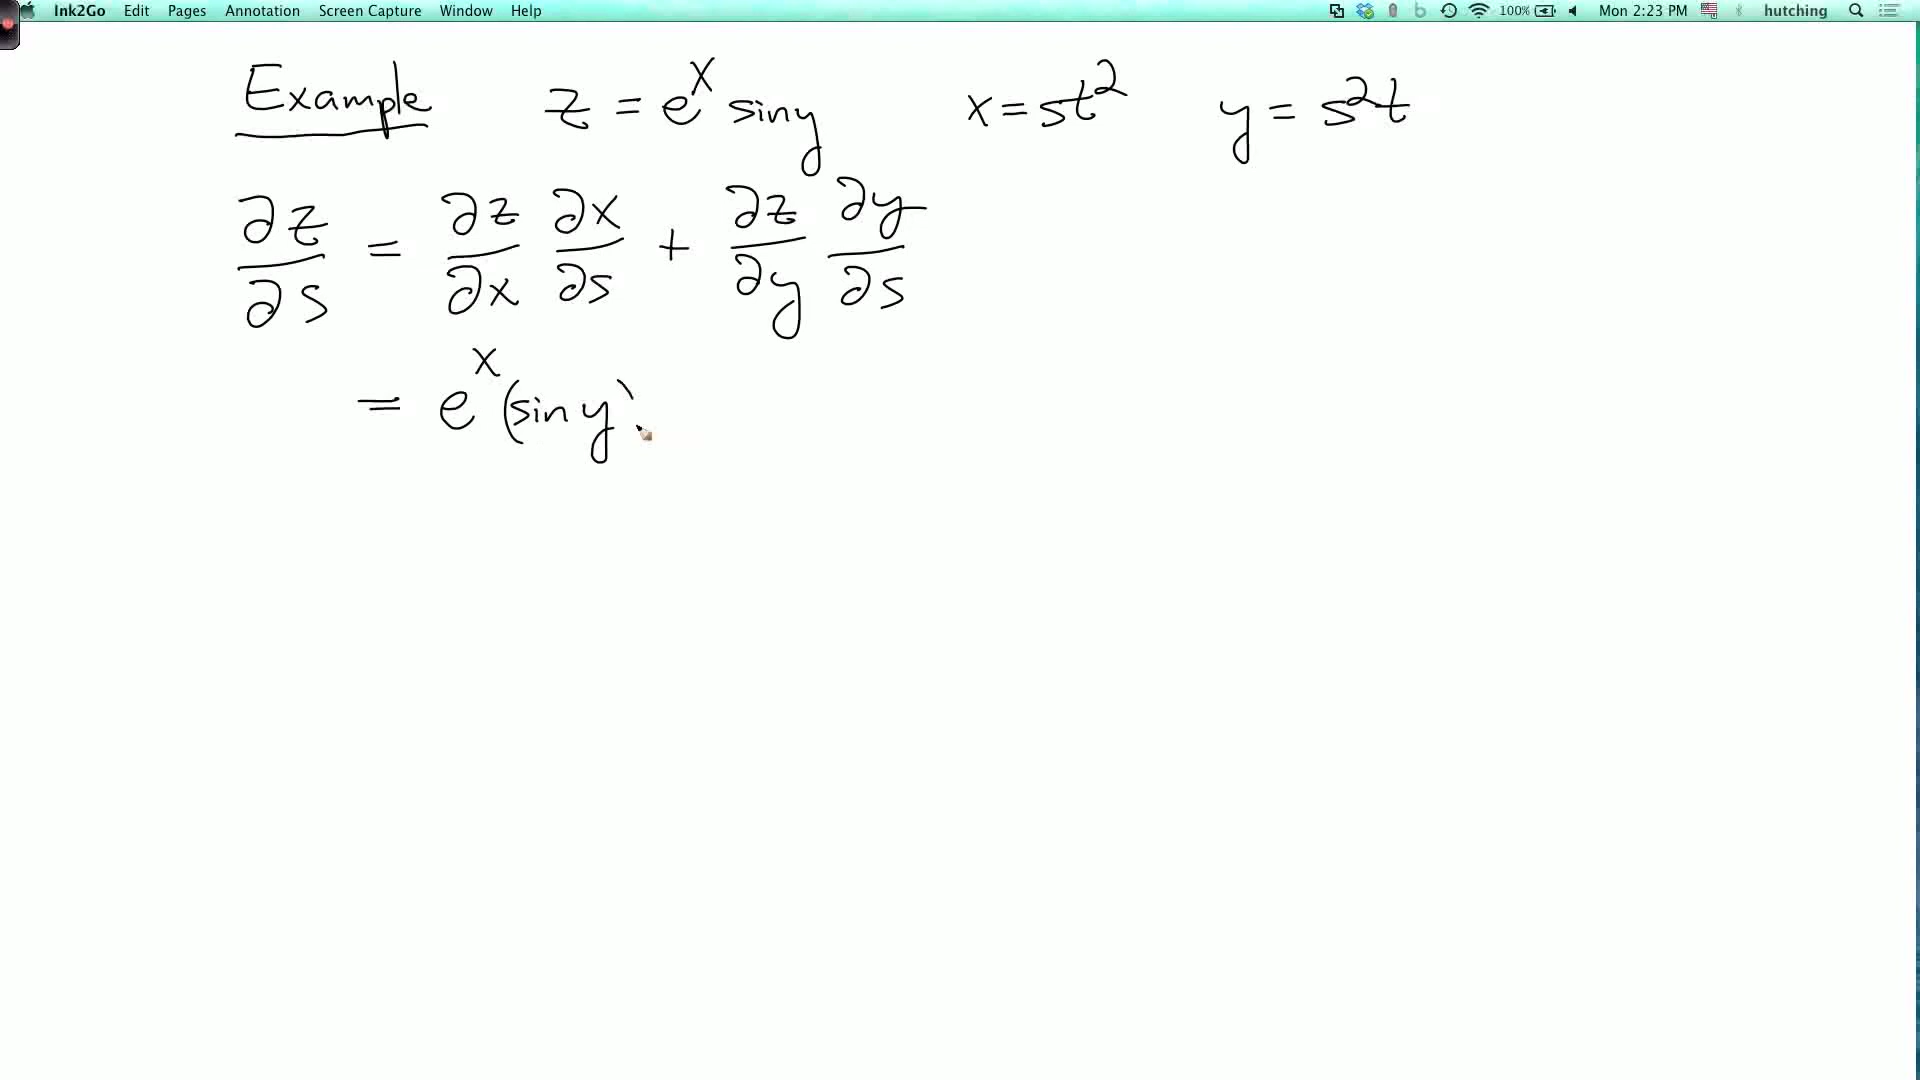 Ink2Go Edit Pages Annotation Screen Capture Window Help 100% Mon 2:23 PM hutching
Example z = e^x sin y x = st^2 y = s^2t
∂z/∂s = ∂z/∂x ∂x/∂s + ∂z/∂y ∂y/∂s
= e^x (sin y)